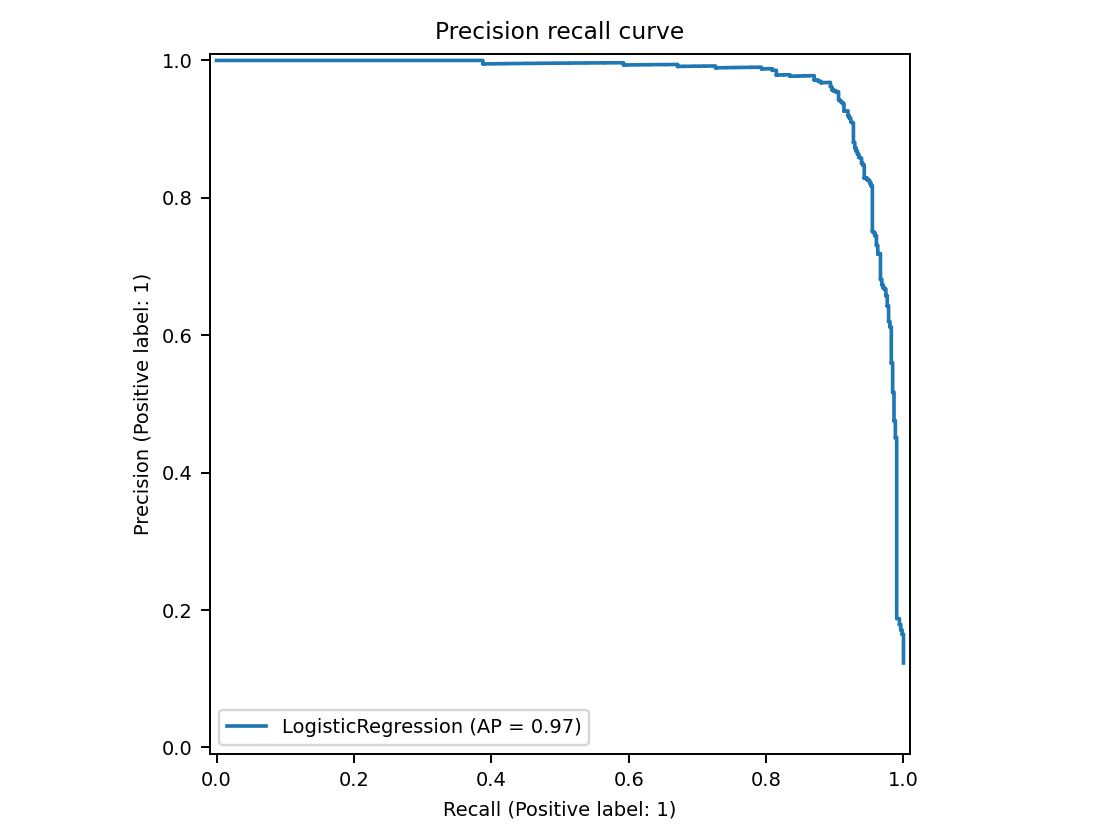 Precision recall curve
1.0
0.8
0.6
0.4
0.2
0.0
Precision (Positive label: 1)
LogisticRegression (AP = 0.97)
0.0 0.2 0.4 0.6 0.8 1.0
Recall (Positive label: 1)